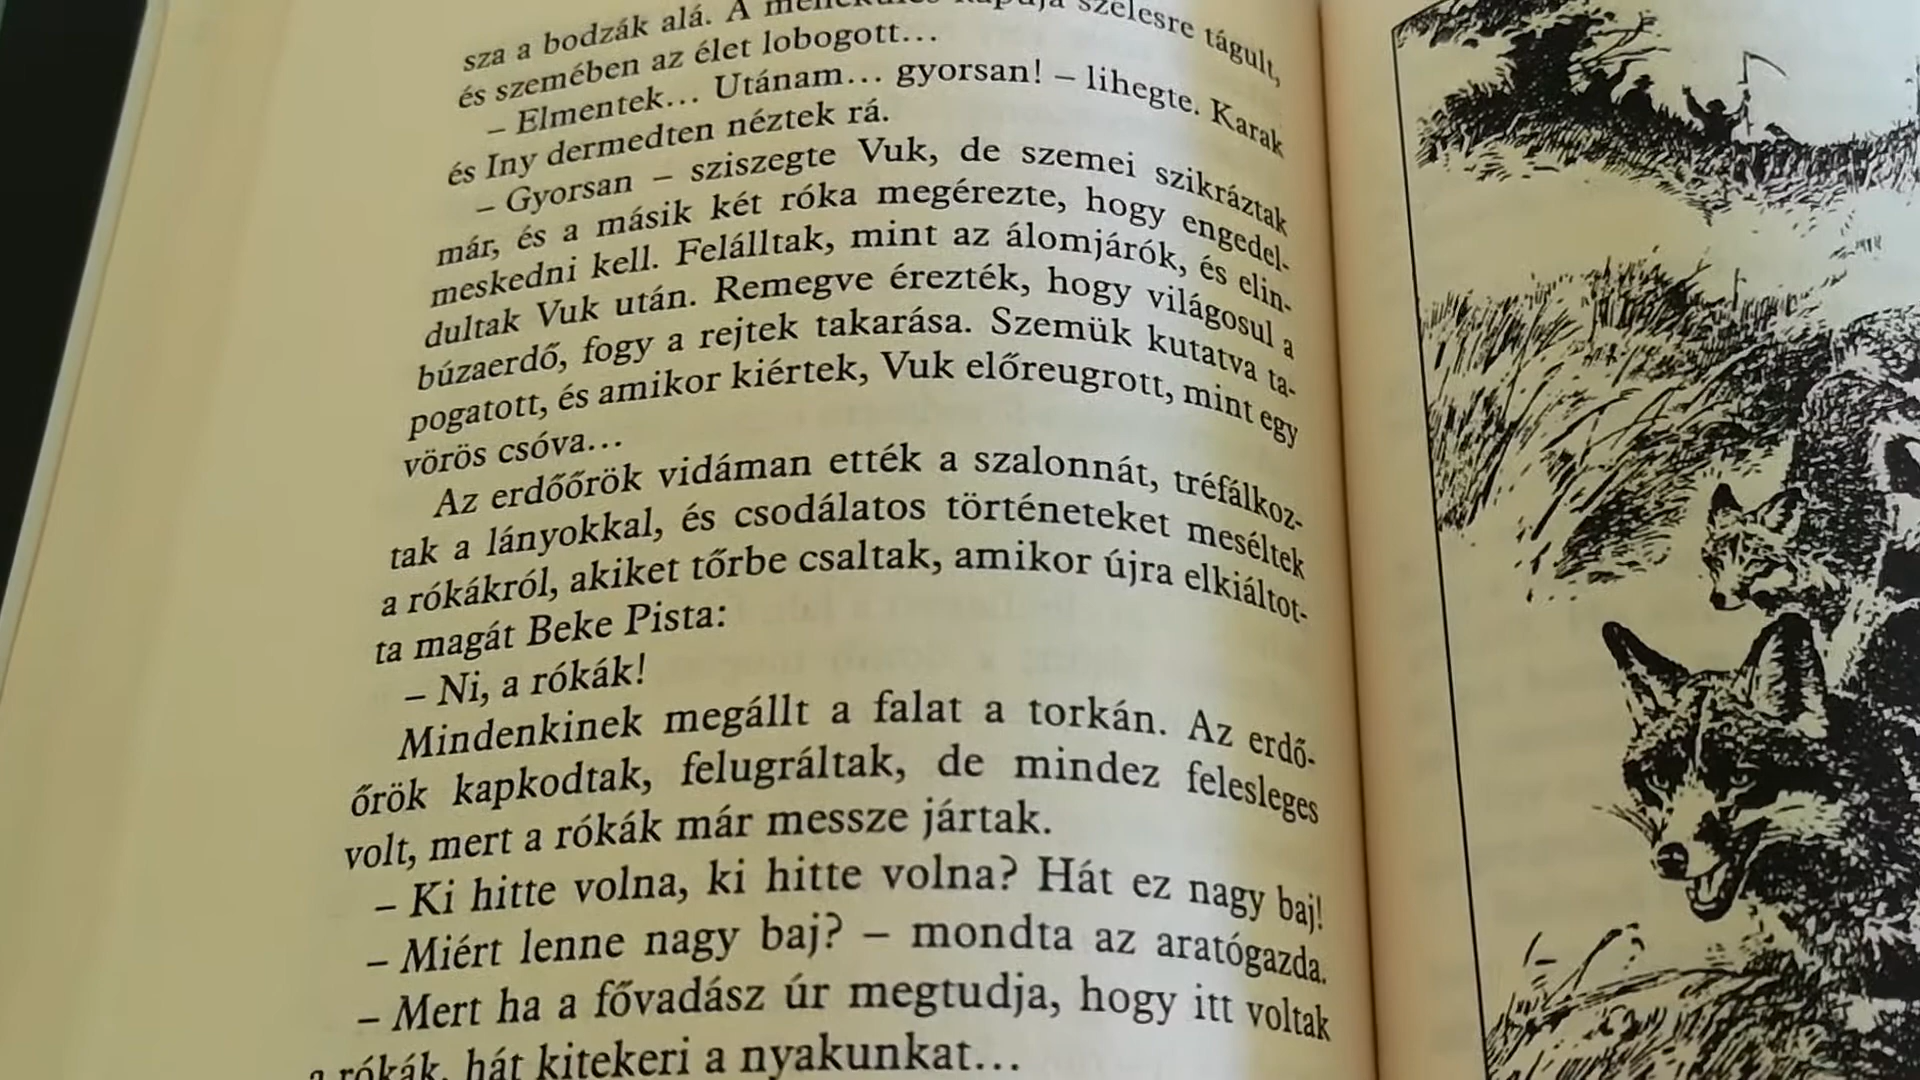 sza a bodzák alá. A menekülés kapuja szélesre tágult,
és szemében az élet lobogott...
– Elmentek... Utánam... gyorsan! – lihegte. Karak
és Iny dermedten néztek rá.
– Gyorsan – sziszegte Vuk, de szemei szikráztak
már, és a másik két róka megérezte, hogy engedel-
meskedni kell. Felálltak, mint az álomjárók, és elin-
dultak Vuk után. Remegve érezték, hogy világosul a
búzaerdő, fogy a rejtek takarása. Szemük kutatva ta-
pogatott, és amikor kiértek, Vuk előreugrott, mint egy
vörös csóva...
Az erdőőrök vidáman ették a szalonnát, tréfálkoz-
tak a lányokkal, és csodálatos történeteket meséltek
a rókákról, akiket tőrbe csaltak, amikor újra elkiáltot-
ta magát Beke Pista:
– Ni, a rókák!
Mindenkinek megállt a falat a torkán. Az erdő-
őrök kapkodtak, felugráltak, de mindez felesleges
volt, mert a rókák már messze jártak.
– Ki hitte volna, ki hitte volna? Hát ez nagy baj!
– Miért lenne nagy baj? – mondta az aratógazda.
– Mert ha a fővadász úr megtudja, hogy itt voltak
a rókák, hát kitekeri a nyakunkat...